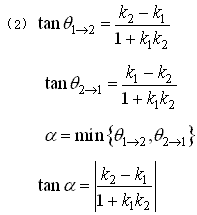 (2) tanθ₁→₂ = (k₂ − k₁)/(1 + k₁k₂)
tanθ₂→₁ = (k₁ − k₂)/(1 + k₁k₂)
α = min{θ₁→₂, θ₂→₁}
tan α = |(k₂ − k₁)/(1 + k₁k₂)|